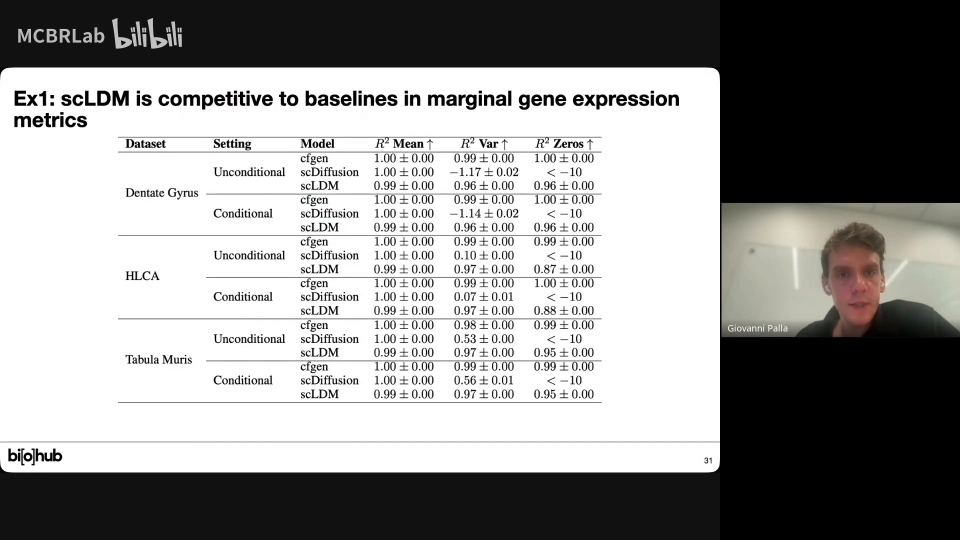 MCBRLab bilibili
Ex1: scLDM is competitive to baselines in marginal gene expression
metrics
Dataset Setting Model R² Mean ↑ R² Var ↑ R² Zeros ↑
cfgen 1.00 ± 0.00 0.99 ± 0.00 1.00 ± 0.00
Unconditional scDiffusion 1.00 ± 0.00 −1.17 ± 0.02 < −10
scLDM 0.99 ± 0.00 0.96 ± 0.00 0.96 ± 0.00
Dentate Gyrus
cfgen 1.00 ± 0.00 0.99 ± 0.00 1.00 ± 0.00
Conditional scDiffusion 1.00 ± 0.00 −1.14 ± 0.02 < −10
scLDM 0.99 ± 0.00 0.96 ± 0.00 0.96 ± 0.00
cfgen 1.00 ± 0.00 0.99 ± 0.00 0.99 ± 0.00
Unconditional scDiffusion 1.00 ± 0.00 0.10 ± 0.00 < −10
scLDM 0.99 ± 0.00 0.97 ± 0.00 0.87 ± 0.00
HLCA
cfgen 1.00 ± 0.00 0.99 ± 0.00 1.00 ± 0.00
Conditional scDiffusion 1.00 ± 0.00 0.07 ± 0.01 < −10
scLDM 0.99 ± 0.00 0.97 ± 0.00 0.88 ± 0.00
cfgen 1.00 ± 0.00 0.98 ± 0.00 0.99 ± 0.00
Unconditional scDiffusion 1.00 ± 0.00 0.53 ± 0.00 < −10
scLDM 0.99 ± 0.00 0.97 ± 0.00 0.95 ± 0.00
Tabula Muris
cfgen 1.00 ± 0.00 0.99 ± 0.00 0.99 ± 0.00
Conditional scDiffusion 1.00 ± 0.00 0.56 ± 0.01 < −10
scLDM 0.99 ± 0.00 0.97 ± 0.00 0.95 ± 0.00
Giovanni Palla
bi[o]hub
31